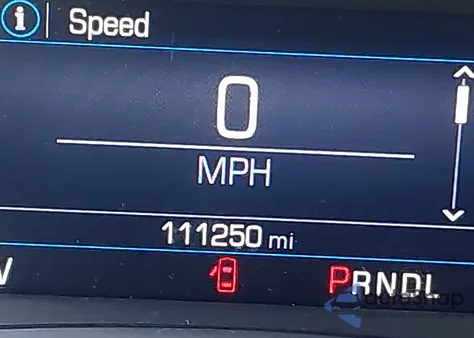 i Speed
0
MPH
111250 mi
PRNDL